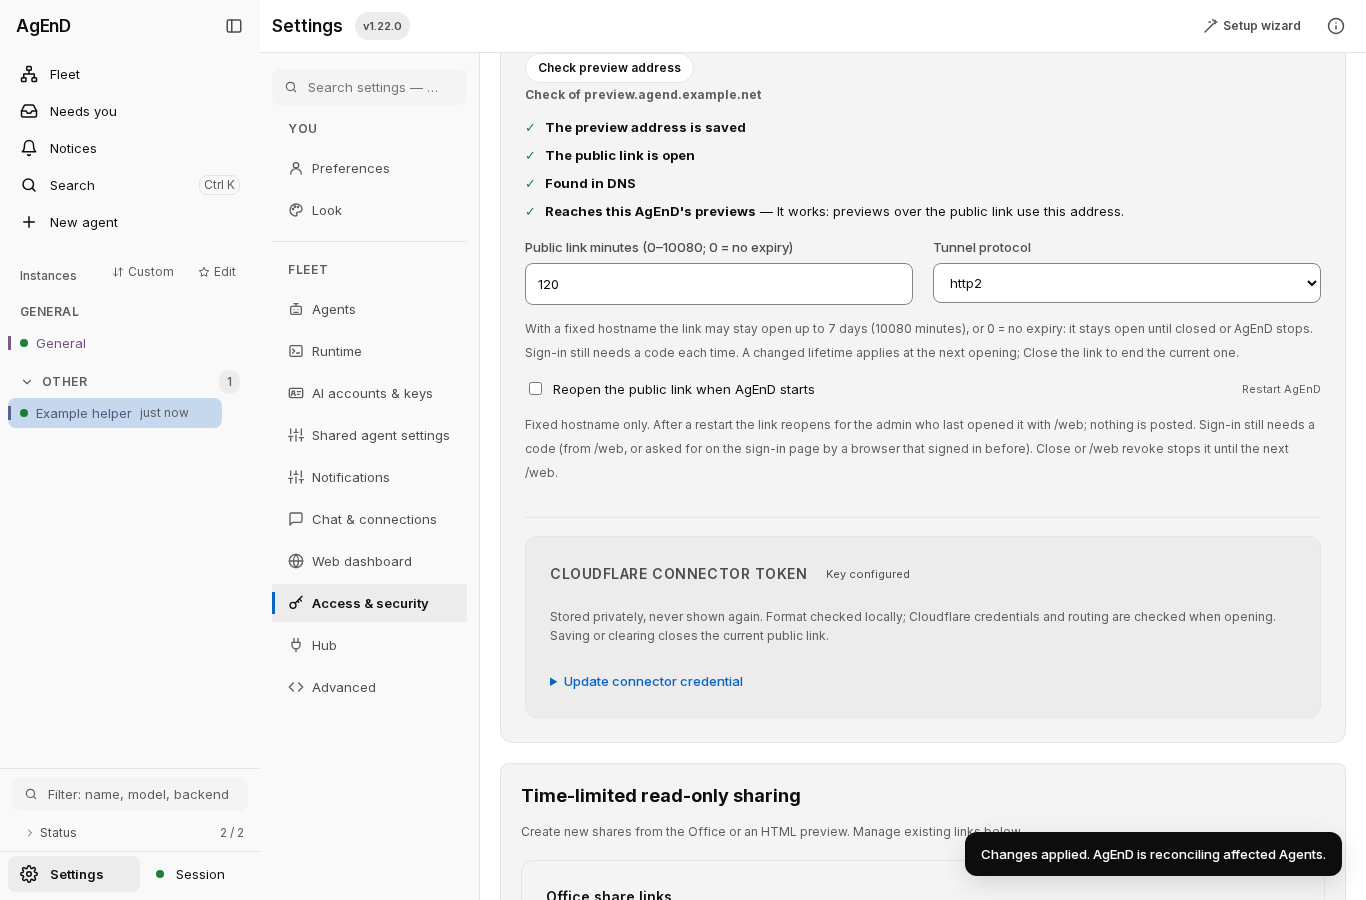 AgEnD
Fleet
Needs you
Notices
Search
Ctrl K
New agent
Instances
Custom
Edit
GENERAL
General
OTHER
1
Example helper just now
Filter: name, model, backend
Status
2 / 2
Settings
Session
Settings
v1.22.0
Setup wizard
Search settings — …
YOU
Preferences
Look
FLEET
Agents
Runtime
AI accounts & keys
Shared agent settings
Notifications
Chat & connections
Web dashboard
Access & security
Hub
Advanced
Check preview address
Check of preview.agend.example.net
✓ The preview address is saved
✓ The public link is open
✓ Found in DNS
✓ Reaches this AgEnD's previews — It works: previews over the public link use this address.
Public link minutes (0–10080; 0 = no expiry)
120
Tunnel protocol
http2
With a fixed hostname the link may stay open up to 7 days (10080 minutes), or 0 = no expiry: it stays open until closed or AgEnD stops.
Sign-in still needs a code each time. A changed lifetime applies at the next opening; Close the link to end the current one.
Reopen the public link when AgEnD starts
Restart AgEnD
Fixed hostname only. After a restart the link reopens for the admin who last opened it with /web; nothing is posted. Sign-in still needs a
code (from /web, or asked for on the sign-in page by a browser that signed in before). Close or /web revoke stops it until the next
/web.
CLOUDFLARE CONNECTOR TOKEN
Key configured
Stored privately, never shown again. Format checked locally; Cloudflare credentials and routing are checked when opening.
Saving or clearing closes the current public link.
Update connector credential
Time-limited read-only sharing
Create new shares from the Office or an HTML preview. Manage existing links below.
Office share links
Changes applied. AgEnD is reconciling affected Agents.